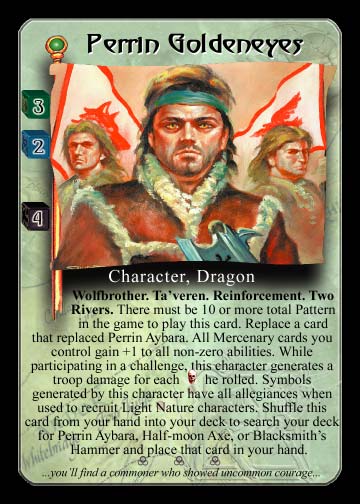 Perrin Goldeneyes
3
2
4
Character, Dragon
Wolfbrother. Ta'veren. Reinforcement. Two
Rivers. There must be 10 or more total Pattern
in the game to play this card. Replace a card
that replaced Perrin Aybara. All Mercenary cards you
control gain +1 to all non-zero abilities. While
participating in a challenge, this character generates a
troop damage for each he rolled. Symbols
generated by this character have all allegiances when
used to recruit Light Nature characters. Shuffle this
card from your hand into your deck to search your deck
for Perrin Aybara, Half-moon Axe, or Blacksmith's
Hammer and place that card in your hand.
...you'll find a commoner who showed uncommon courage...